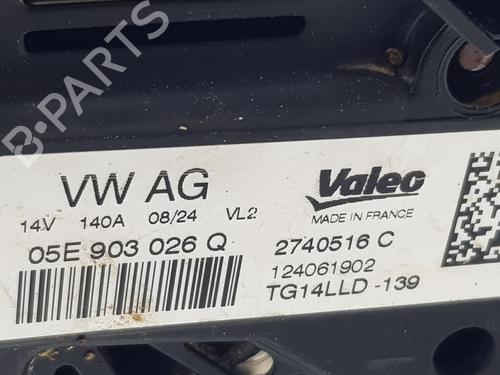 B-PARTS
VW AG
14V 140A 08/24 VL2
05E 903 026 Q
Valeo
MADE IN FRANCE
2740516 C
124061902
TG14LLD -139